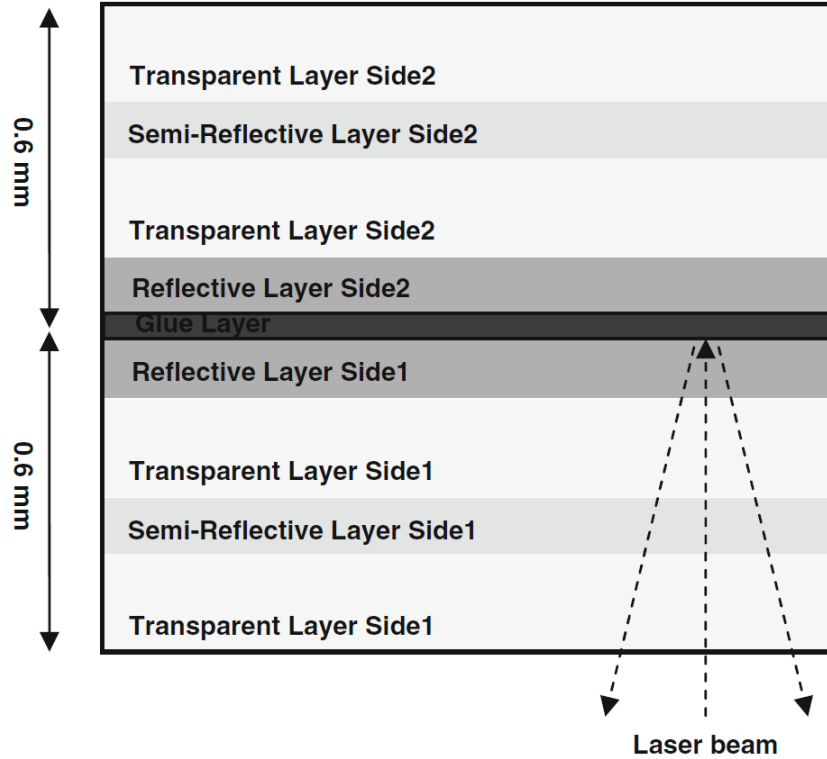 Transparent Layer Side2
0.6 mm
Semi-Reflective Layer Side2
Transparent Layer Side2
Reflective Layer Side2
Glue Layer
Reflective Layer Side1
0.6 mm
Transparent Layer Side1
Semi-Reflective Layer Side1
Transparent Layer Side1
Laser beam